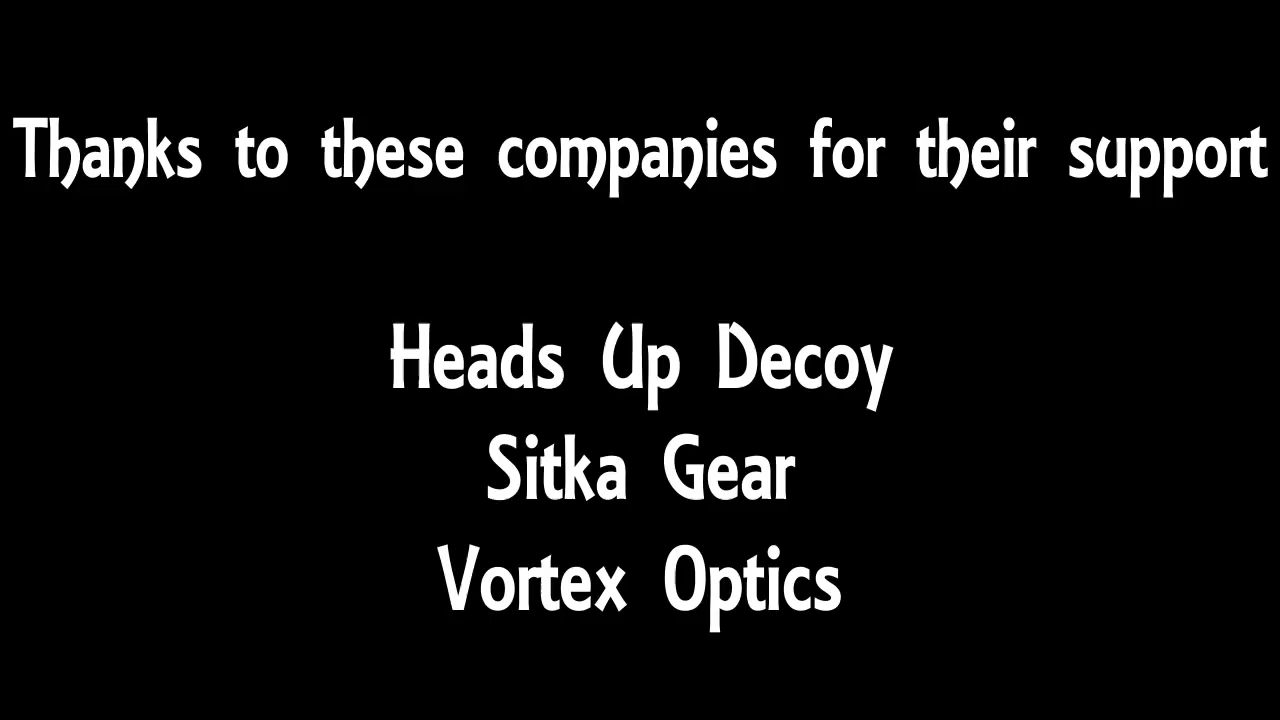 Thanks to these companies for their support
Heads Up Decoy
Sitka Gear
Vortex Optics